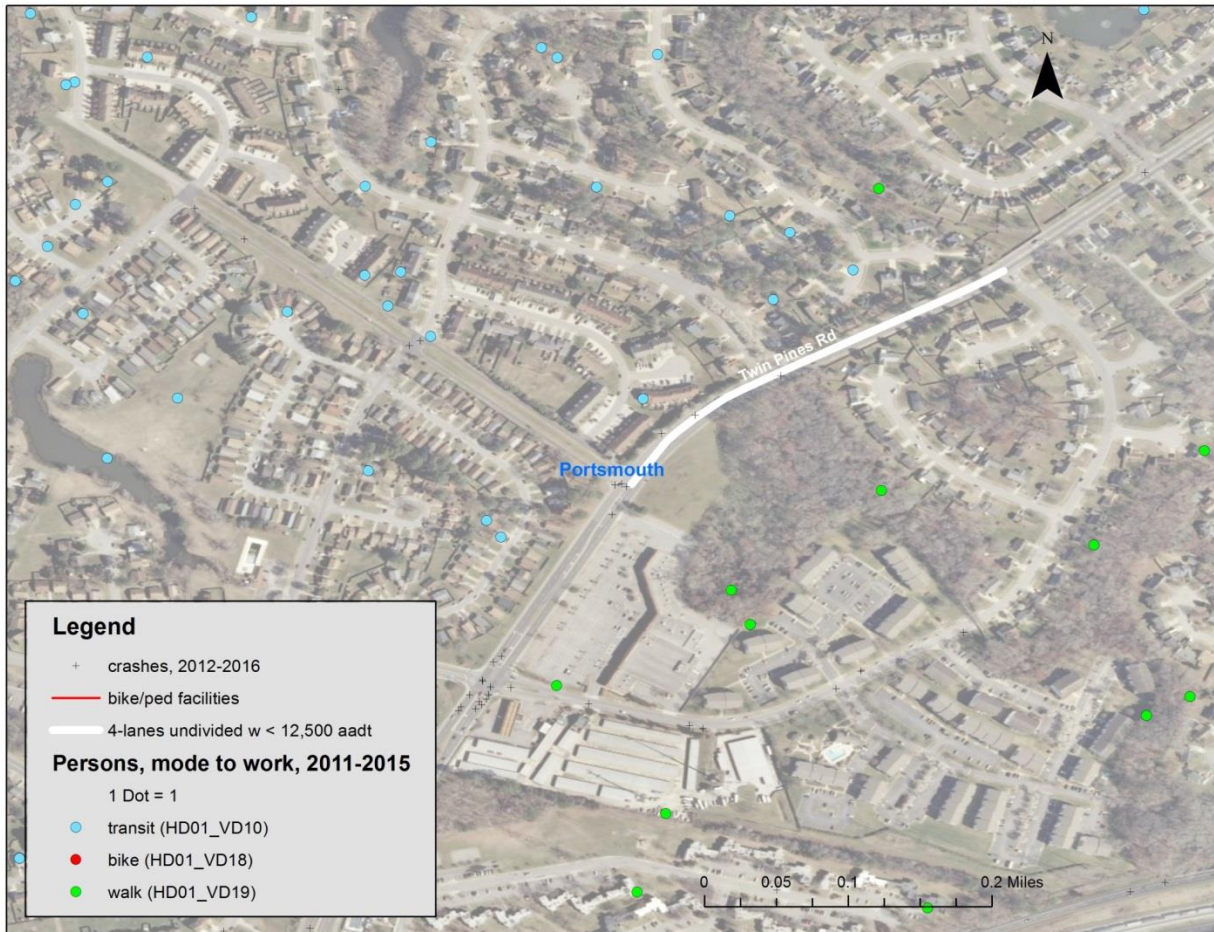 N
Twin Pines Rd
Portsmouth
Legend
crashes, 2012-2016
bike/ped facilities
4-lanes undivided w < 12,500 aadt
Persons, mode to work, 2011-2015
1 Dot = 1
transit (HD01_VD10)
bike (HD01_VD18)
walk (HD01_VD19)
0 0.05 0.1 0.2 Miles